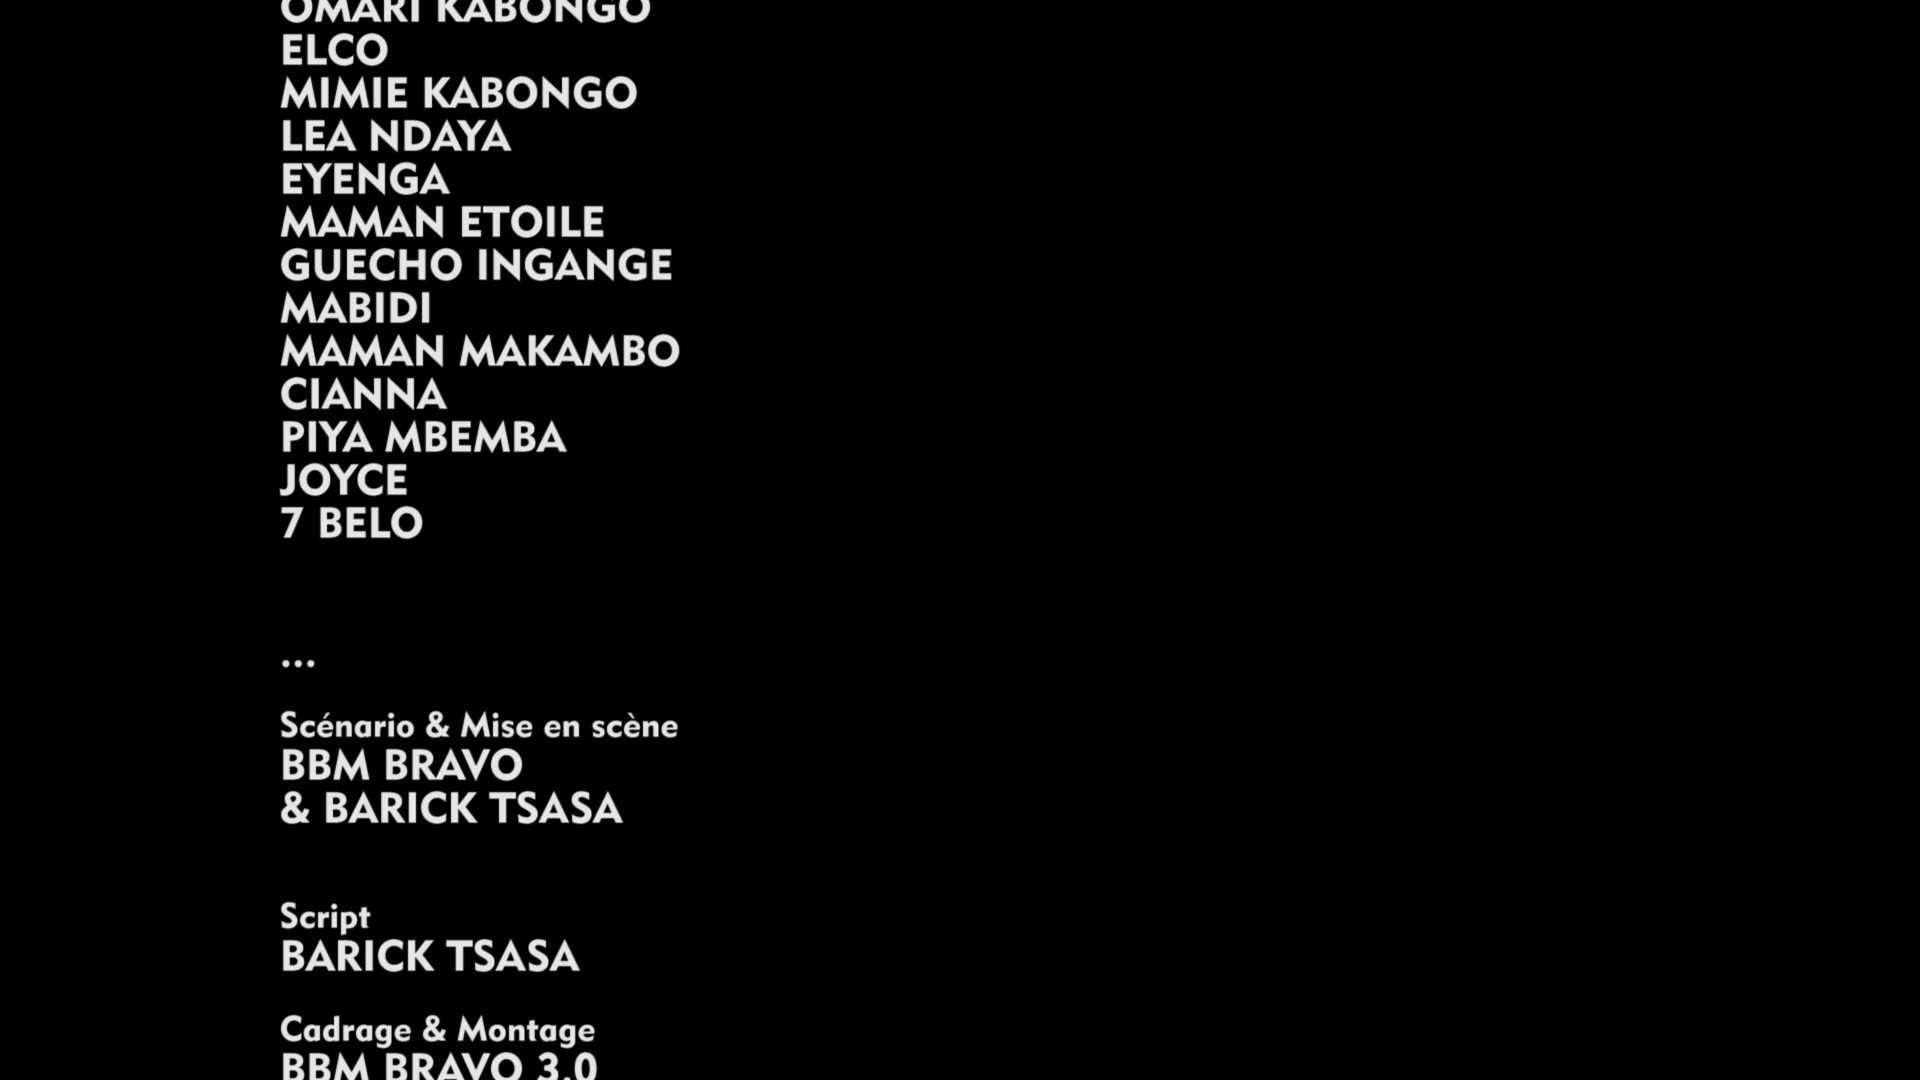 OMARI KABONGO
ELCO
MIMIE KABONGO
LEA NDAYA
EYENGA
MAMAN ETOILE
GUECHO INGANGE
MABIDI
MAMAN MAKAMBO
CIANNA
PIYA MBEMBA
JOYCE
7 BELO
...
Scénario & Mise en scène
BBM BRAVO
& BARICK TSASA
Script
BARICK TSASA
Cadrage & Montage
BBM BRAVO 3.0